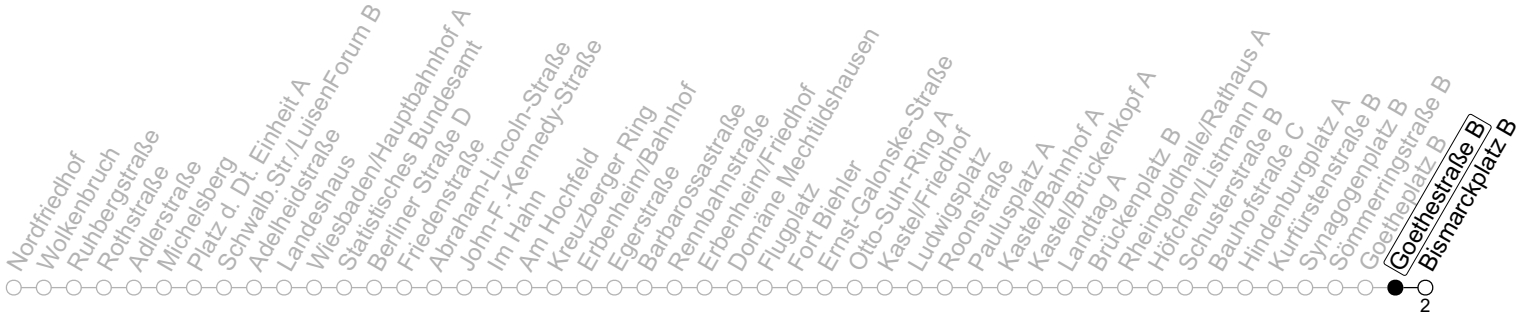 Nordfriedhof
Wolkenbruch
Ruhbergstraße
Rothstraße
Adlerstraße
Michelsberg
Platz d. Dt. Einheit A
Schwalb.Str./LuisenForum B
Adelheidstraße
Landeshaus
Wiesbaden/Hauptbahnhof A
Statistisches Bundesamt
Berliner Straße D
Friedenstraße
Abraham-Lincoln-Straße
John-F.-Kennedy-Straße
Im Hahn
Am Hochfeld
Kreuzberger Ring
Erbenheim/Bahnhof
Egerstraße
Barbarossastraße
Rennbahnstraße
Erbenheim/Friedhof
Domäne Mechtildshausen
Flugplatz
Fort Biehler
Ernst-Galonske-Straße
Otto-Suhr-Ring A
Kastel/Friedhof
Ludwigsplatz
Roonstraße
Paulusplatz A
Kastel/Bahnhof A
Kastel/Brückenkopf A
Landtag A
Brückenplatz B
Rheingoldhalle/Rathaus A
Höfchen/Listmann D
Schusterstraße B
Bauhofstraße C
Hindenburgplatz A
Kurfürstenstraße B
Synagogenplatz B
Sömmerringstraße B
Goetheplatz B
Goethestraße B
Bismarckplatz B
2